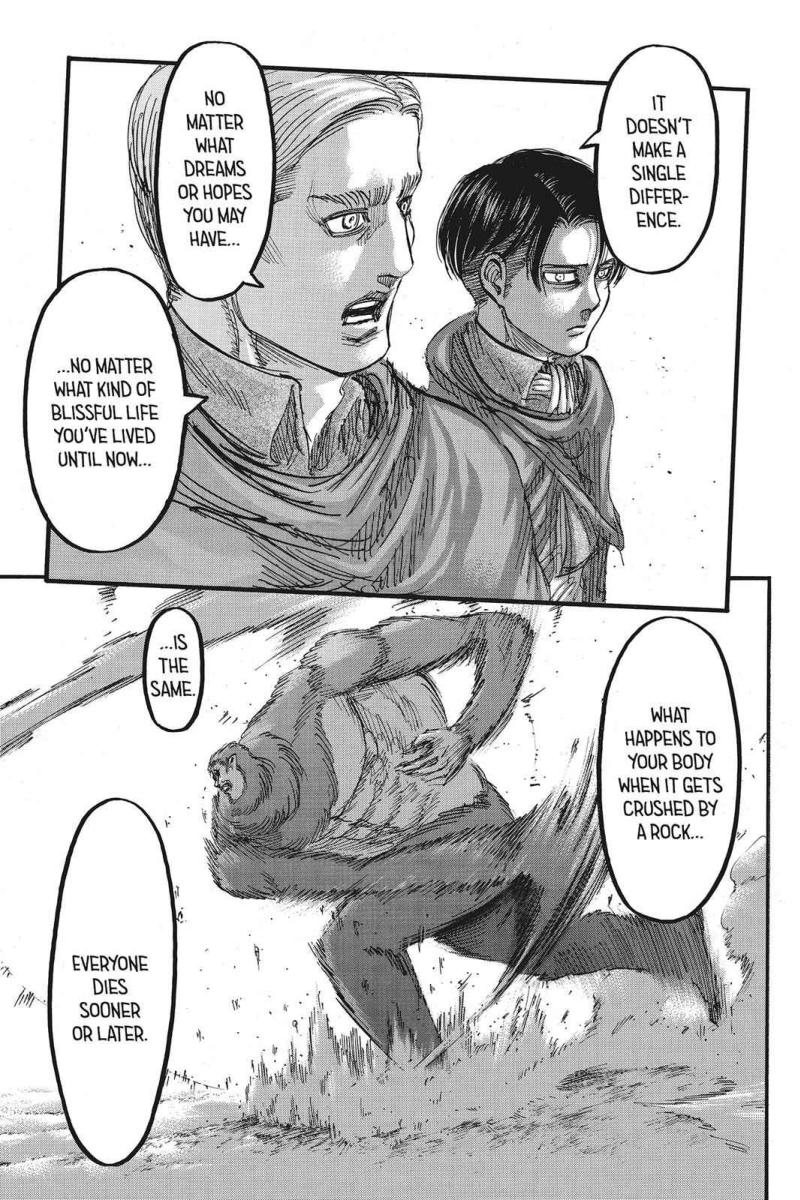 IT
DOESN'T
MAKE A
SINGLE
DIFFER-
ENCE.
NO
MATTER
WHAT
DREAMS
OR HOPES
YOU MAY
HAVE...
...NO MATTER
WHAT KIND OF
BLISSFUL LIFE
YOU'VE LIVED
UNTIL NOW...
WHAT
HAPPENS TO
YOUR BODY
WHEN IT GETS
CRUSHED BY
A ROCK...
...IS
THE
SAME.
EVERYONE
DIES
SOONER
OR LATER.